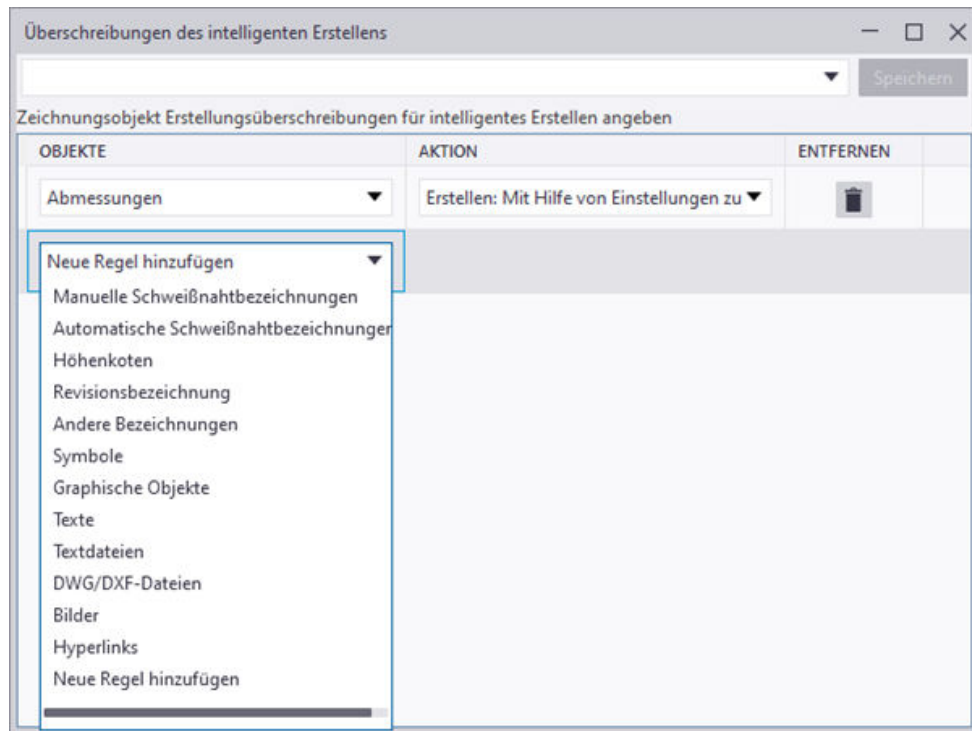 Überschreibungen des intelligenten Erstellens
Speichern
Zeichnungsobjekt Erstellungsüberschreibungen für intelligentes Erstellen angeben
OBJEKTE AKTION ENTFERNEN
Abmessungen Erstellen: Mit Hilfe von Einstellungen zu
Neue Regel hinzufügen
Manuelle Schweißnahtbezeichnungen
Automatische Schweißnahtbezeichnunger
Höhenkoten
Revisionsbezeichnung
Andere Bezeichnungen
Symbole
Graphische Objekte
Texte
Textdateien
DWG/DXF-Dateien
Bilder
Hyperlinks
Neue Regel hinzufügen